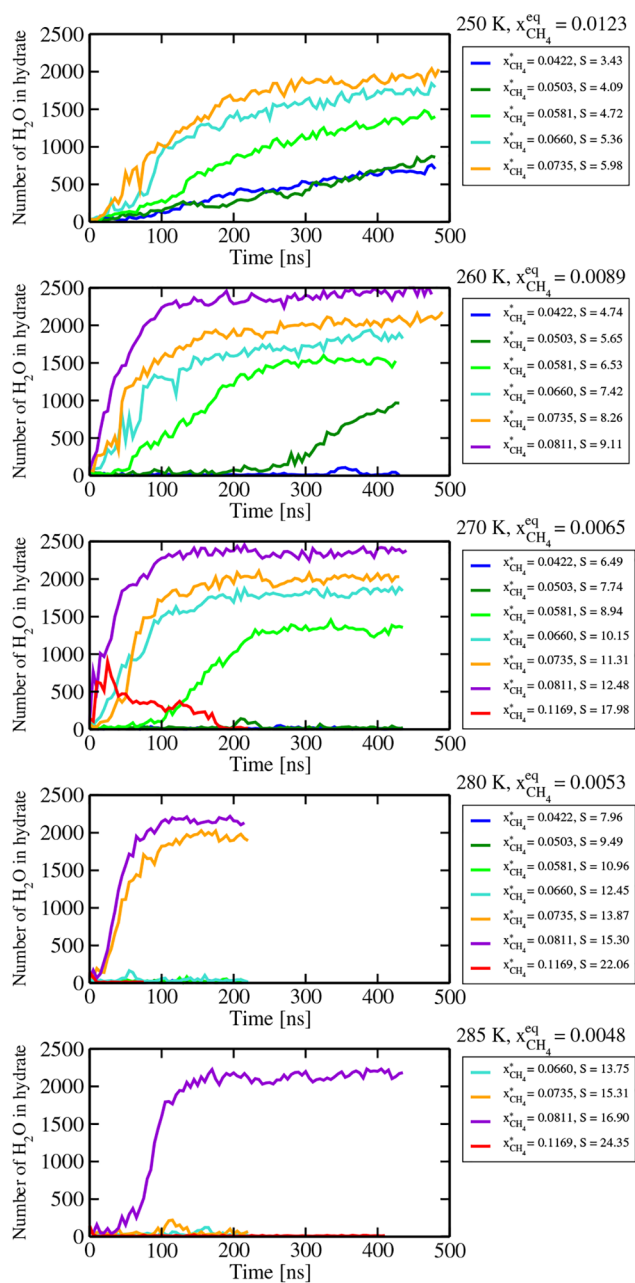 250 K, x^eq_CH4 = 0.0123
Number of H2O in hydrate
2500
2000
1500
1000
500
0
0 100 200 300 400 500
Time [ns]
x*CH4 = 0.0422, S = 3.43
x*CH4 = 0.0503, S = 4.09
x*CH4 = 0.0581, S = 4.72
x*CH4 = 0.0660, S = 5.36
x*CH4 = 0.0735, S = 5.98
260 K, x^eq_CH4 = 0.0089
Number of H2O in hydrate
2500
2000
1500
1000
500
0
0 100 200 300 400 500
Time [ns]
x*CH4 = 0.0422, S = 4.74
x*CH4 = 0.0503, S = 5.65
x*CH4 = 0.0581, S = 6.53
x*CH4 = 0.0660, S = 7.42
x*CH4 = 0.0735, S = 8.26
x*CH4 = 0.0811, S = 9.11
270 K, x^eq_CH4 = 0.0065
Number of H2O in hydrate
2500
2000
1500
1000
500
0
0 100 200 300 400 500
Time [ns]
x*CH4 = 0.0422, S = 6.49
x*CH4 = 0.0503, S = 7.74
x*CH4 = 0.0581, S = 8.94
x*CH4 = 0.0660, S = 10.15
x*CH4 = 0.0735, S = 11.31
x*CH4 = 0.0811, S = 12.48
x*CH4 = 0.1169, S = 17.98
280 K, x^eq_CH4 = 0.0053
Number of H2O in hydrate
2500
2000
1500
1000
500
0
0 100 200 300 400 500
Time [ns]
x*CH4 = 0.0422, S = 7.96
x*CH4 = 0.0503, S = 9.49
x*CH4 = 0.0581, S = 10.96
x*CH4 = 0.0660, S = 12.45
x*CH4 = 0.0735, S = 13.87
x*CH4 = 0.0811, S = 15.30
x*CH4 = 0.1169, S = 22.06
285 K, x^eq_CH4 = 0.0048
Number of H2O in hydrate
2500
2000
1500
1000
500
0
0 100 200 300 400 500
Time [ns]
x*CH4 = 0.0660, S = 13.75
x*CH4 = 0.0735, S = 15.31
x*CH4 = 0.0811, S = 16.90
x*CH4 = 0.1169, S = 24.35